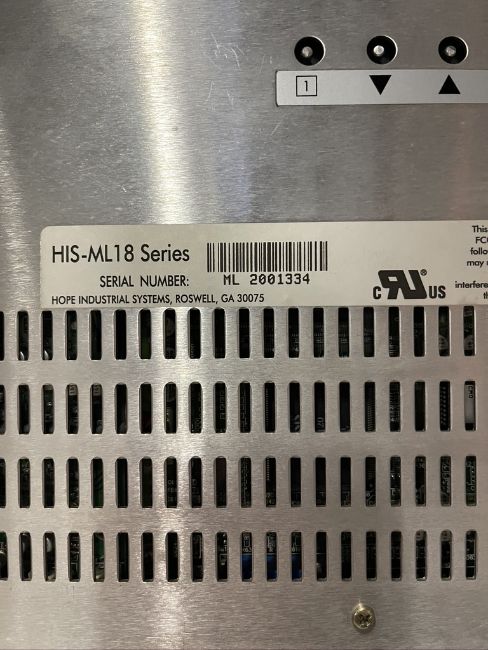 1 ▼ ▲
This
HIS-ML18 Series
FC
follo
SERIAL NUMBER: ML 2001334
may
c RU ® US
interfere
HOPE INDUSTRIAL SYSTEMS, ROSWELL, GA 30075
th